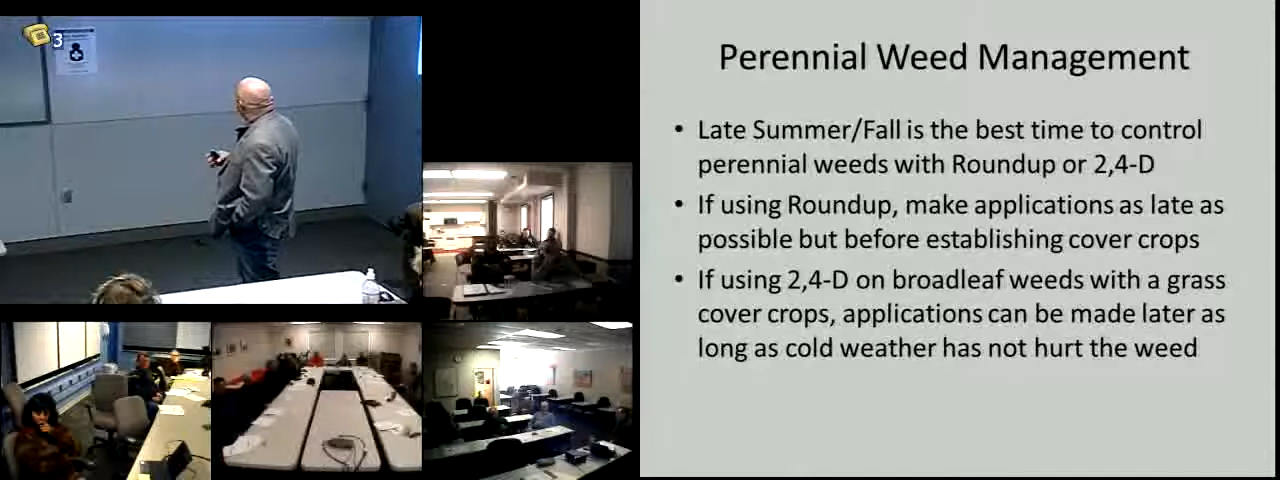 3
Perennial Weed Management
• Late Summer/Fall is the best time to control
perennial weeds with Roundup or 2,4-D
• If using Roundup, make applications as late as
possible but before establishing cover crops
• If using 2,4-D on broadleaf weeds with a grass
cover crops, applications can be made later as
long as cold weather has not hurt the weed